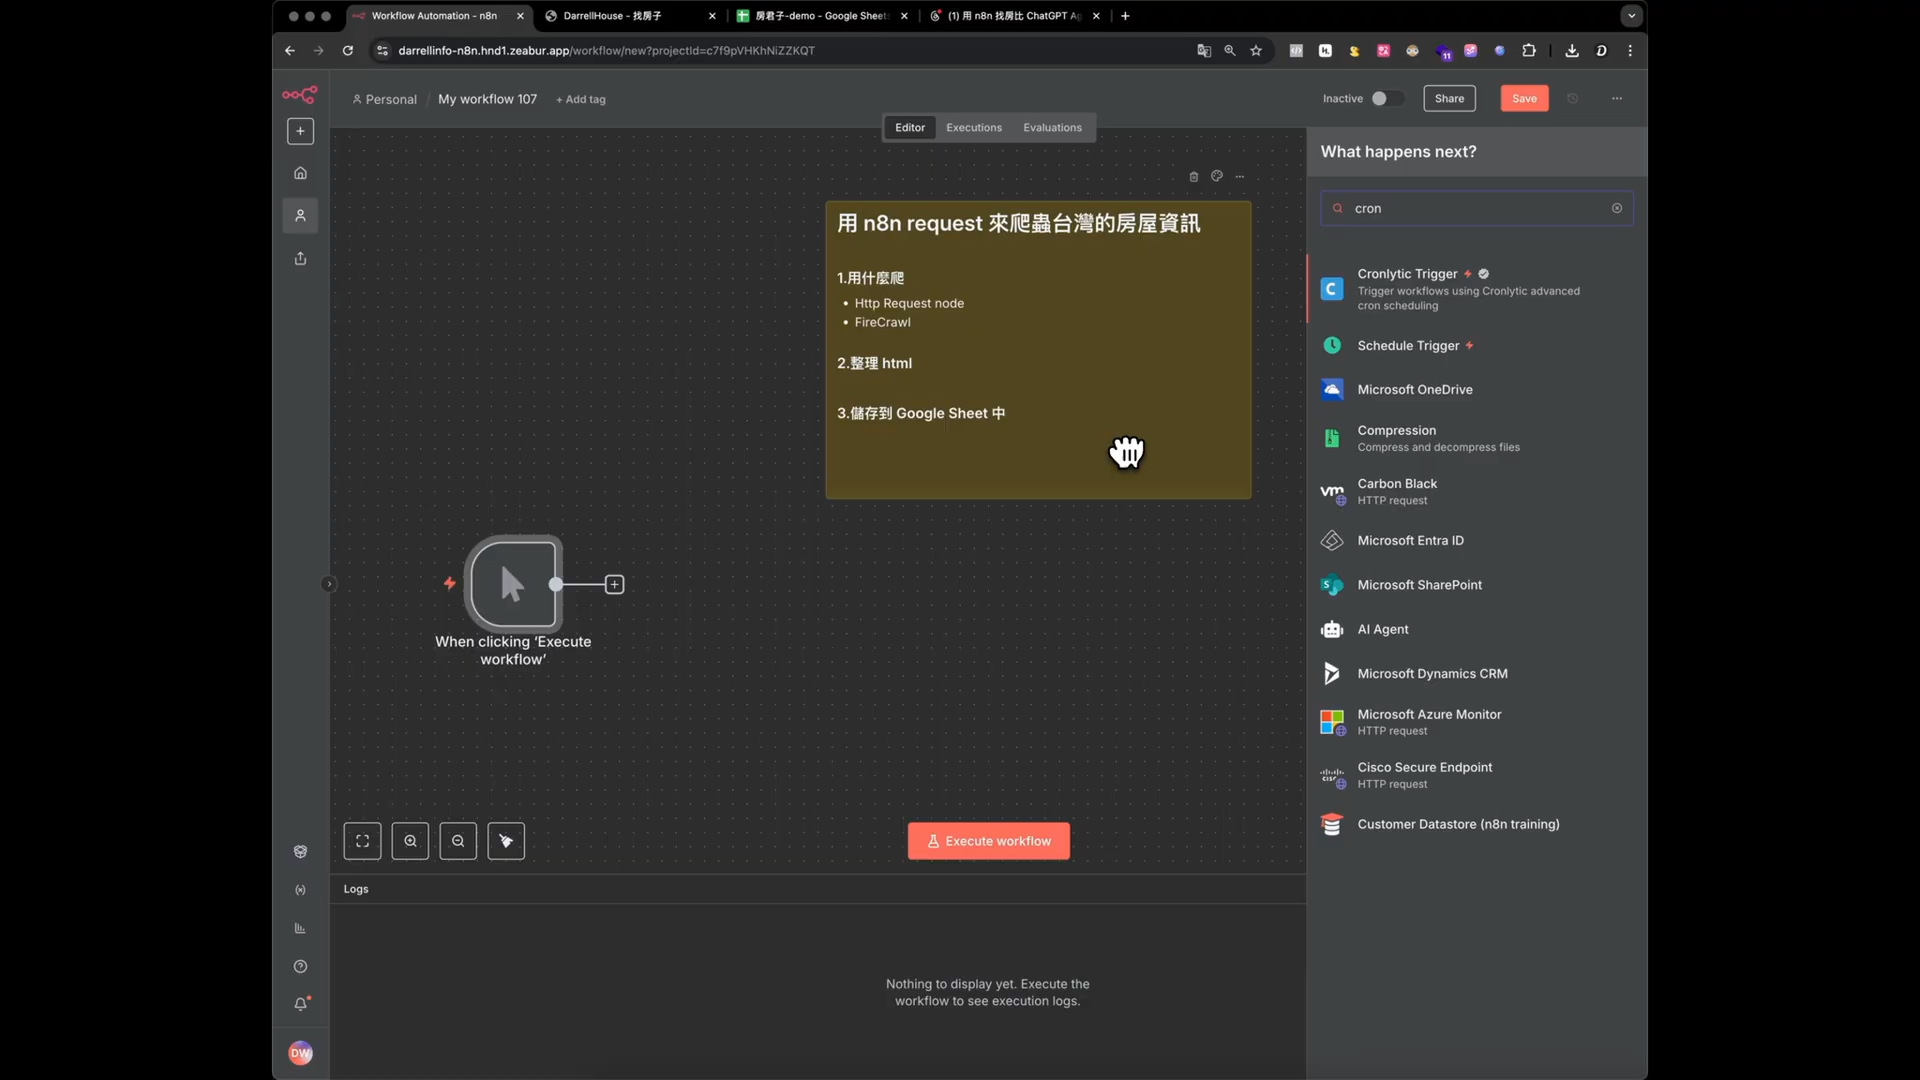 Workflow Automation - n8n
DarrellHouse - 找房子
房君子-demo - Google Sheets
(1) 用 n8n 找房比 ChatGPT Ag
darrellinfo-n8n.hnd1.zeabur.app/workflow/new?projectId=c7f9pVHKhNiZZKQT
11
D
Personal / My workflow 107 + Add tag
Inactive
Share
Save
Editor
Executions
Evaluations
What happens next?
cron
用 n8n request 來爬蟲台灣的房屋資訊
1.用什麼爬
• Http Request node
• FireCrawl
2.整理 html
3.儲存到 Google Sheet 中
When clicking ‘Execute
workflow’
Execute workflow
Cronlytic Trigger
Trigger workflows using Cronlytic advanced
cron scheduling
Schedule Trigger
Microsoft OneDrive
Compression
Compress and decompress files
vm
Carbon Black
HTTP request
Microsoft Entra ID
Microsoft SharePoint
AI Agent
Microsoft Dynamics CRM
Microsoft Azure Monitor
HTTP request
Cisco Secure Endpoint
HTTP request
Customer Datastore (n8n training)
Logs
Nothing to display yet. Execute the
workflow to see execution logs.
DW